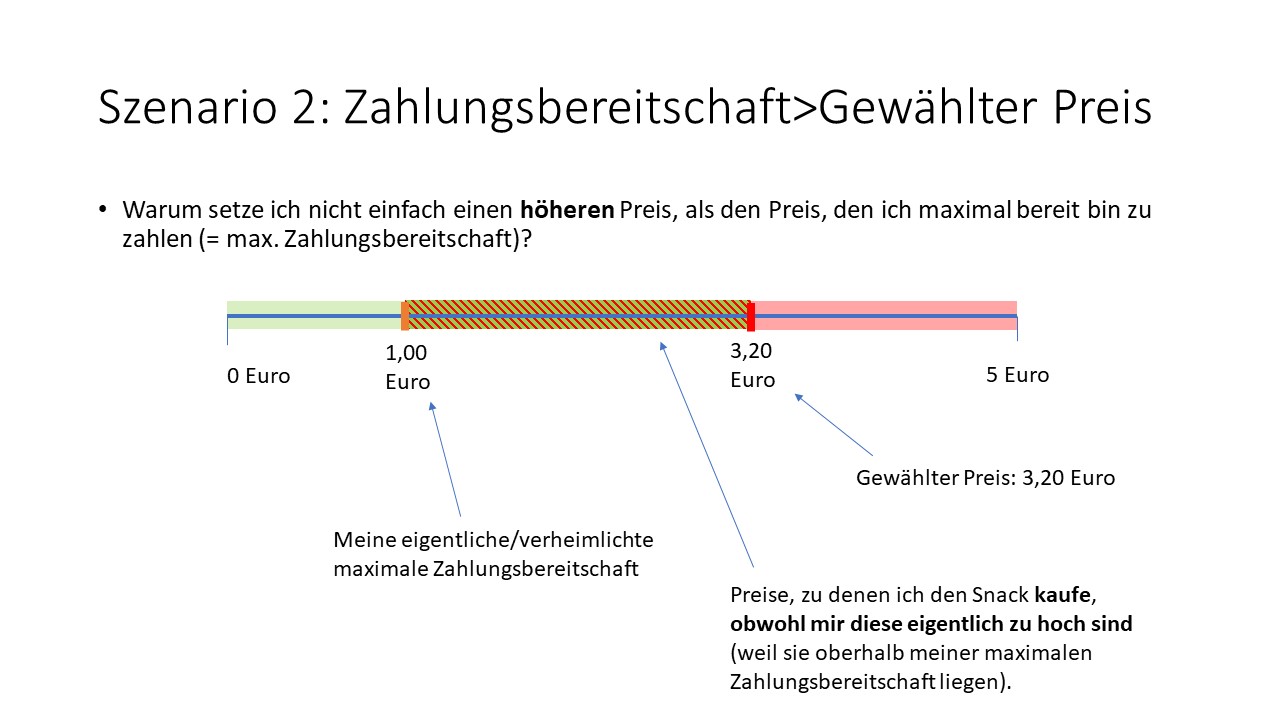 Szenario 2: Zahlungsbereitschaft>Gewählter Preis
• Warum setze ich nicht einfach einen höheren Preis, als den Preis, den ich maximal bereit bin zu
zahlen (= max. Zahlungsbereitschaft)?
0 Euro
1,00
Euro
3,20
Euro
5 Euro
Gewählter Preis: 3,20 Euro
Meine eigentliche/verheimlichte
maximale Zahlungsbereitschaft
Preise, zu denen ich den Snack kaufe,
obwohl mir diese eigentlich zu hoch sind
(weil sie oberhalb meiner maximalen
Zahlungsbereitschaft liegen).